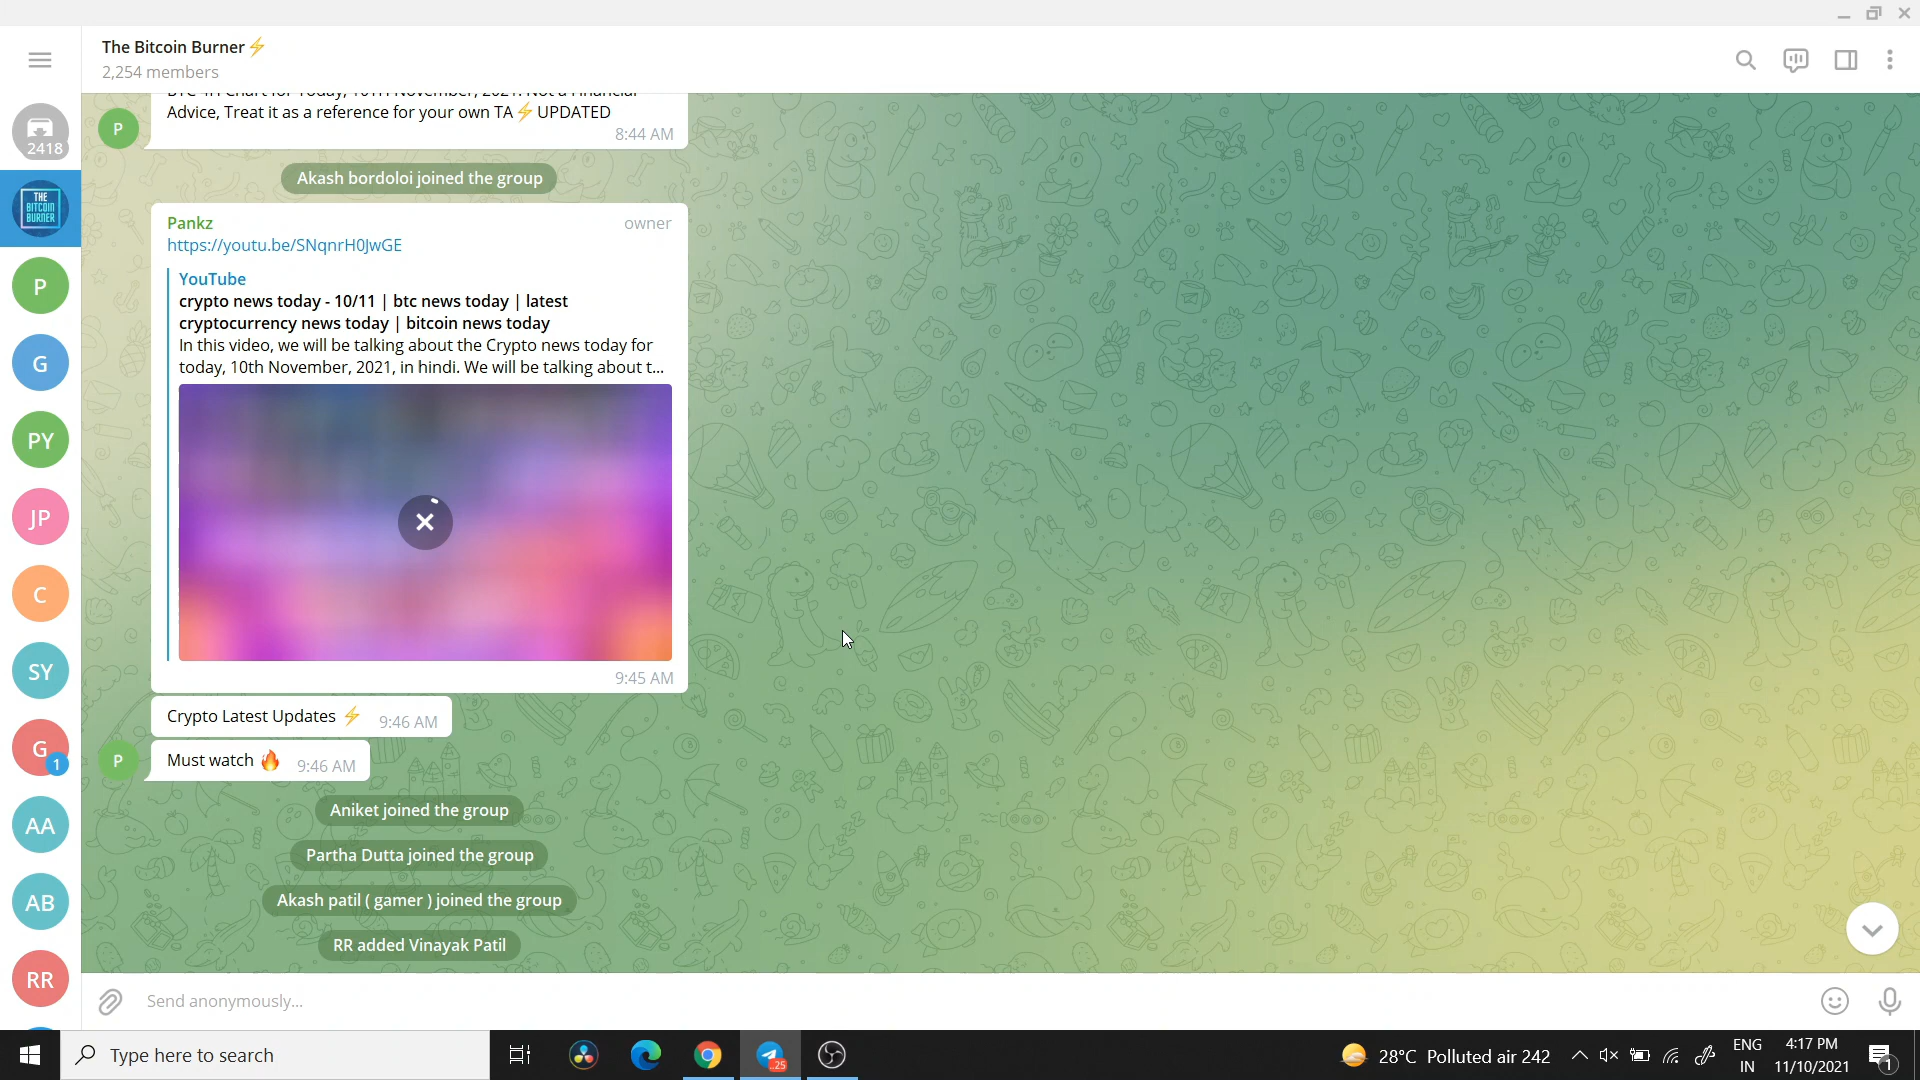 The Bitcoin Burner⚡
2,254 members
2418
Advice, Treat it as a reference for your own TA⚡UPDATED
P
8:44 AM
Akash bordoloi joined the group
THE
BITCOIN
BURNER
Pankz
owner
https://youtu.be/SNqnrH0JwGE
YouTube
crypto news today - 10/11 | btc news today | latest
cryptocurrency news today | bitcoin news today
In this video, we will be talking about the Crypto news today for
today, 10th November, 2021, in hindi. We will be talking about t...
9:45 AM
Crypto Latest Updates ⚡ 9:46 AM
P
Must watch 🔥 9:46 AM
Aniket joined the group
Partha Dutta joined the group
Akash patil ( gamer ) joined the group
RR added Vinayak Patil
P
G
PY
JP
C
SY
G
1
AA
AB
RR
Send anonymously...
Type here to search
..25
28°C Polluted air 242
ENG
IN
4:17 PM
11/10/2021
1